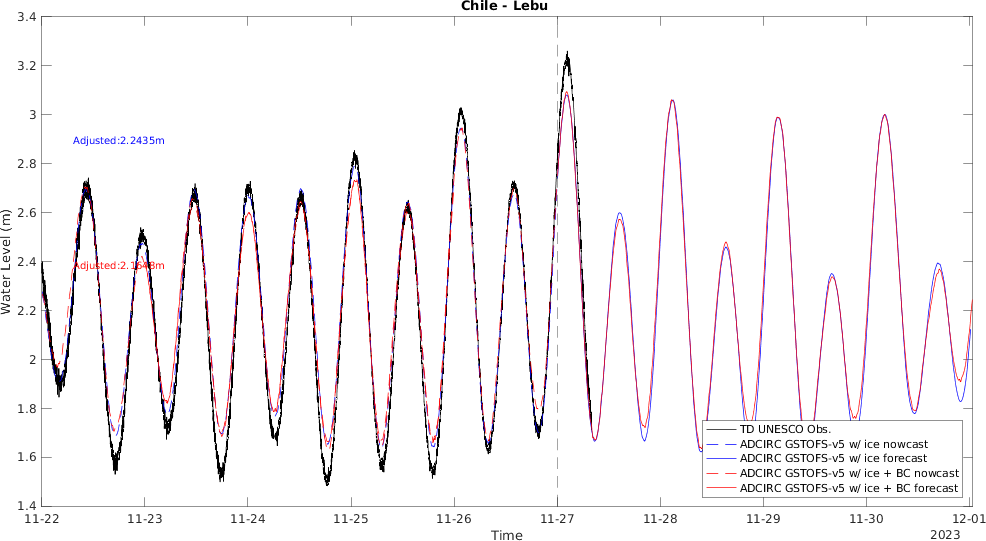 Chile - Lebu
3.4
3.2
3
2.8
2.6
2.4
2.2
2
1.8
1.6
1.4
Water Level (m)
Adjusted:2.2435m
Adjusted:2.1648m
TD UNESCO Obs.
ADCIRC GSTOFS-v5 w/ ice nowcast
ADCIRC GSTOFS-v5 w/ ice forecast
ADCIRC GSTOFS-v5 w/ ice + BC nowcast
ADCIRC GSTOFS-v5 w/ ice + BC forecast
11-22 11-23 11-24 11-25 11-26 11-27 11-28 11-29 11-30 12-01
Time 2023